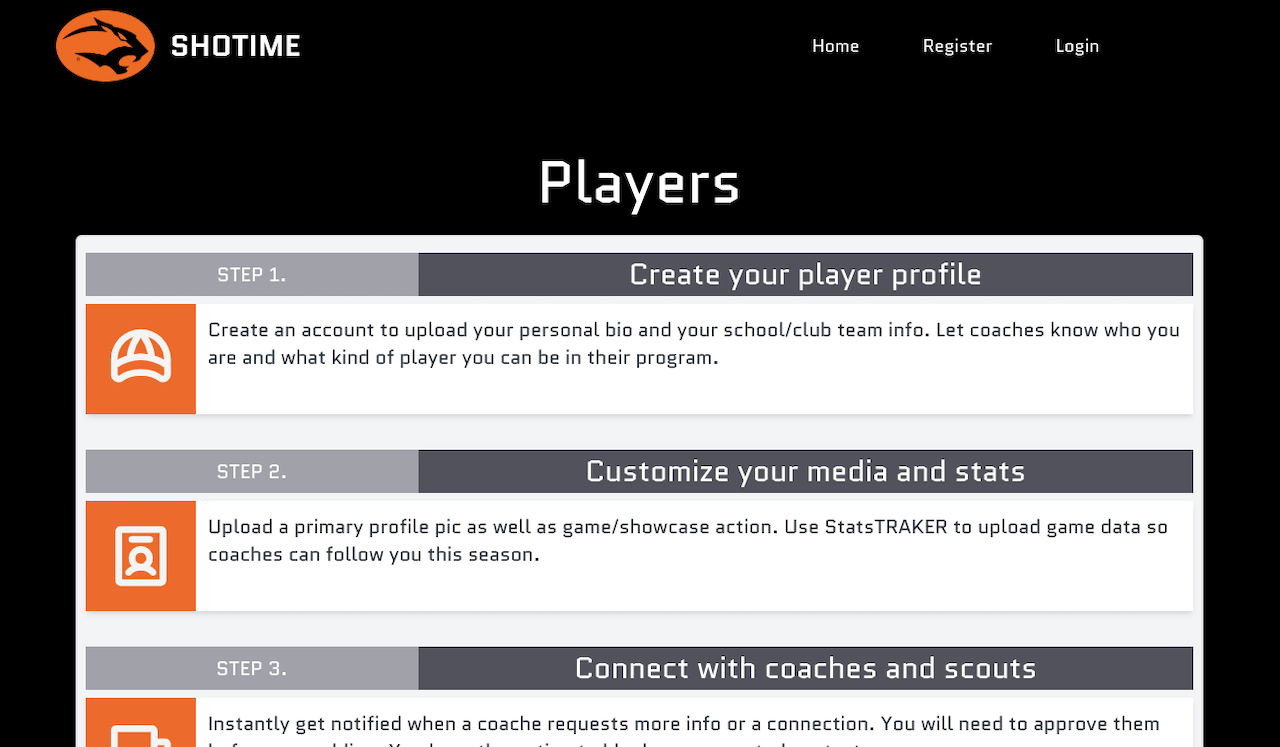 SHOTIME
Home
Register
Login
Players
STEP 1.
Create your player profile
Create an account to upload your personal bio and your school/club team info. Let coaches know who you
are and what kind of player you can be in their program.
STEP 2.
Customize your media and stats
Upload a primary profile pic as well as game/showcase action. Use StatsTRAKER to upload game data so
coaches can follow you this season.
STEP 3.
Connect with coaches and scouts
Instantly get notified when a coache requests more info or a connection. You will need to approve them